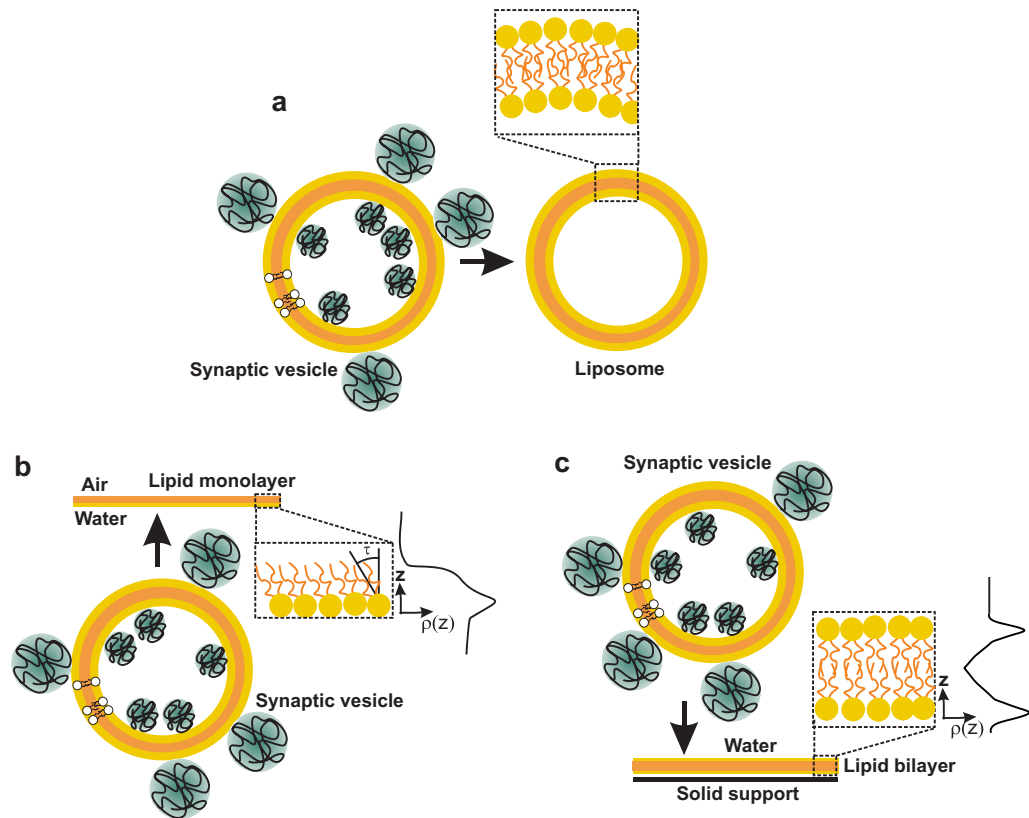 a
Synaptic vesicle
Liposome
b
Air
Lipid monolayer
Water
τ
z
ρ(z)
Synaptic vesicle
c
Synaptic vesicle
z
ρ(z)
Water
Lipid bilayer
Solid support